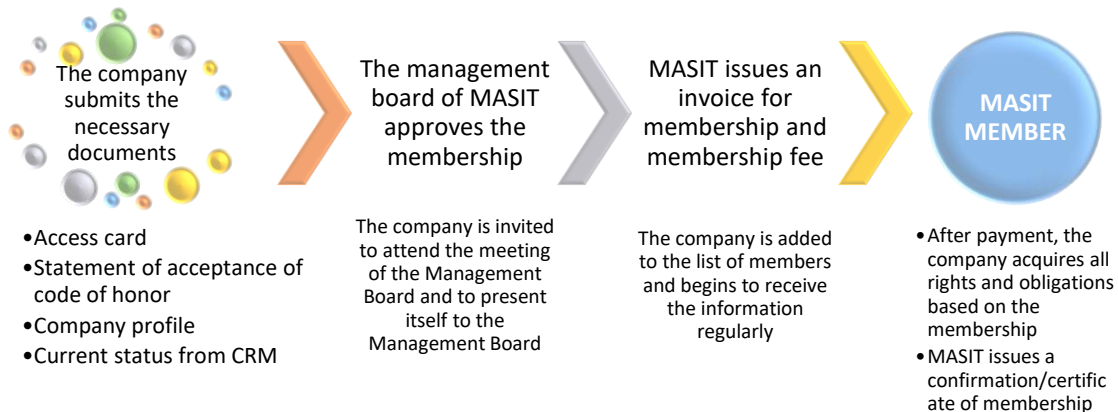 The company
submits the
necessary
documents
•Access card
•Statement of acceptance of
code of honor
•Company profile
•Current status from CRM
The management
board of MASIT
approves the
membership
The company is invited
to attend the meeting
of the Management
Board and to present
itself to the
Management Board
MASIT issues an
invoice for
membership and
membership fee
The company is added
to the list of members
and begins to receive
the information
regularly
MASIT
MEMBER
•After payment, the
company acquires all
rights and obligations
based on the
membership
•MASIT issues a
confirmation/certific
ate of membership